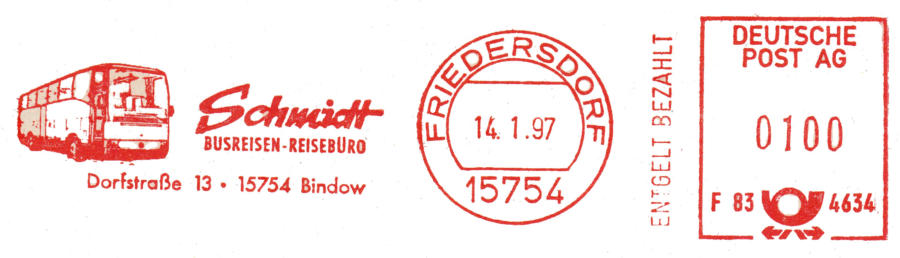 Schmidt
BUSREISEN-REISEBÜRO
Dorfstraße 13 • 15754 Bindow
FRIEDERSDORF
14. 1.97
15754
ENTGELT BEZAHLT
DEUTSCHE
POST AG
0100
F 83 4634